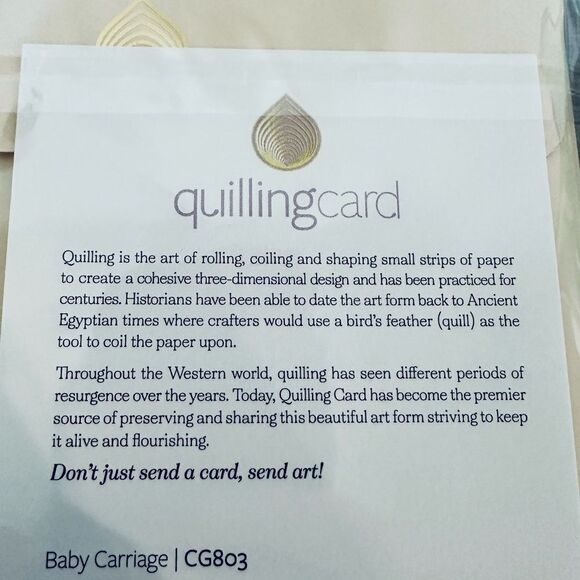 quillingcard
Quilling is the art of rolling, coiling and shaping small strips of paper
to create a cohesive three-dimensional design and has been practiced for
centuries. Historians have been able to date the art form back to Ancient
Egyptian times where crafters would use a bird's feather (quill) as the
tool to coil the paper upon.
Throughout the Western world, quilling has seen different periods of
resurgence over the years. Today, Quilling Card has become the premier
source of preserving and sharing this beautiful art form striving to keep
it alive and flourishing.
Don't just send a card, send art!
Baby Carriage | CG803